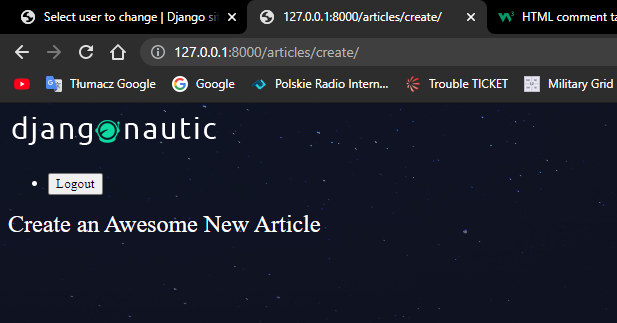 Select user to change | Django sit
127.0.0.1:8000/articles/create/
HTML comment ta
127.0.0.1:8000/articles/create/
Tłumacz Google
Google
Polskie Radio Intern...
Trouble TICKET
Military Grid
djangonautic
Logout
Create an Awesome New Article